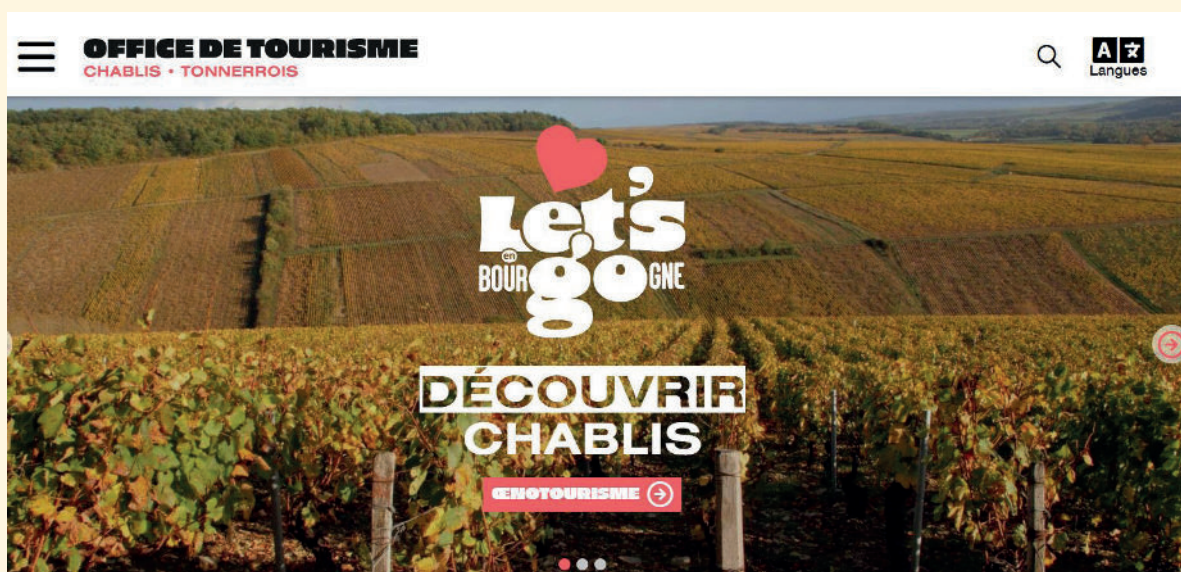 OFFICE DE TOURISME
CHABLIS • TONNERROIS
A
Langues
Let's
en
BOURGOGNE
DÉCOUVRIR
CHABLIS
ŒNOTOURISME